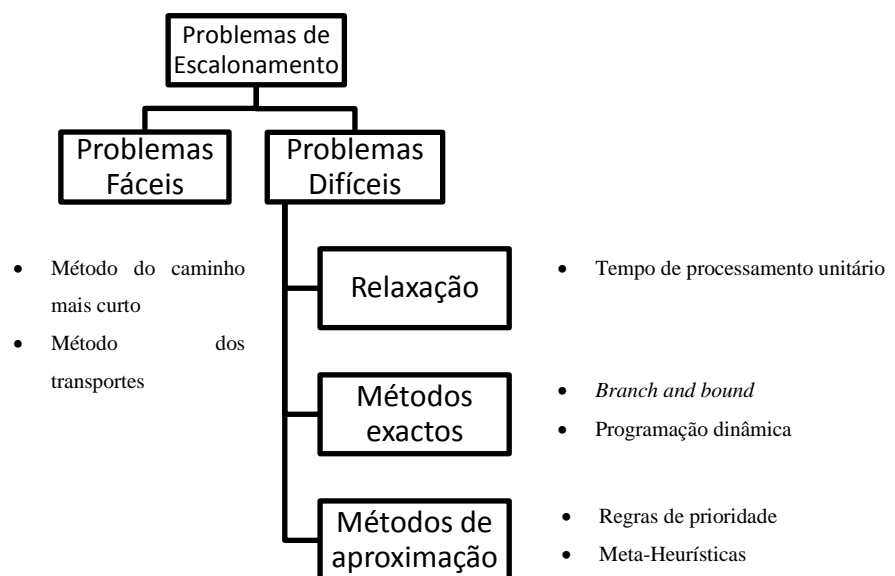 Problemas de
Escalonamento
Problemas
Fáceis
Problemas
Difíceis
• Método do caminho
mais curto
• Método dos
transportes
Relaxação
• Tempo de processamento unitário
Métodos
exactos
• Branch and bound
• Programação dinâmica
Métodos de
aproximação
• Regras de prioridade
• Meta-Heurísticas